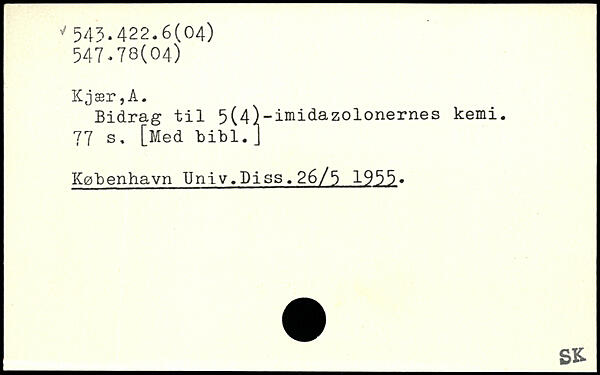 √ 543.422.6(04)
547.78(04)
Kjær,A.
Bidrag til 5(4)-imidazolonernes kemi.
77 s. [Med bibl.]
København Univ.Diss.26/5 1955.
SK